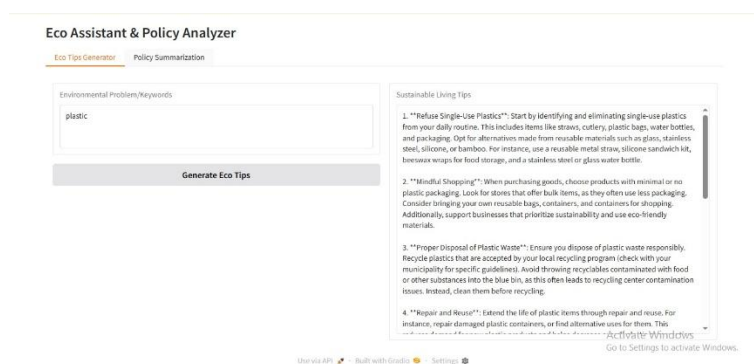 Eco Assistant & Policy Analyzer
Eco Tips Generator Policy Summarization
Environmental Problem/Keywords
plastic
Generate Eco Tips
Sustainable Living Tips
1. **Refuse Single-Use Plastics**: Start by identifying and eliminating single-use plastics
from your daily routine. This includes items like straws, cutlery, plastic bags, water bottles,
and packaging. Opt for alternatives made from reusable materials such as glass, stainless
steel, silicone, or bamboo. For instance, use a reusable metal straw, silicone sandwich kit,
beeswax wraps for food storage, and a stainless steel or glass water bottle.
2. **Mindful Shopping**: When purchasing goods, choose products with minimal or no
plastic packaging. Look for stores that offer bulk items, as they often use less packaging.
Consider bringing your own reusable bags, containers, and containers for shopping.
Additionally, support businesses that prioritize sustainability and use eco-friendly
materials.
3. **Proper Disposal of Plastic Waste**: Ensure you dispose of plastic waste responsibly.
Recycle plastics that are accepted by your local recycling program (check with your
municipality for specific guidelines). Avoid throwing recyclables contaminated with food
or other substances into the blue bin, as this often leads to recycling center contamination
issues. Instead, clean them before recycling.
4. **Repair and Reuse**: Extend the life of plastic items through repair and reuse. For
instance, repair damaged plastic containers, or find alternative uses for them. This
Activate Windows
Go to Settings to activate Windows.
Use via API · Built with Gradio · Settings